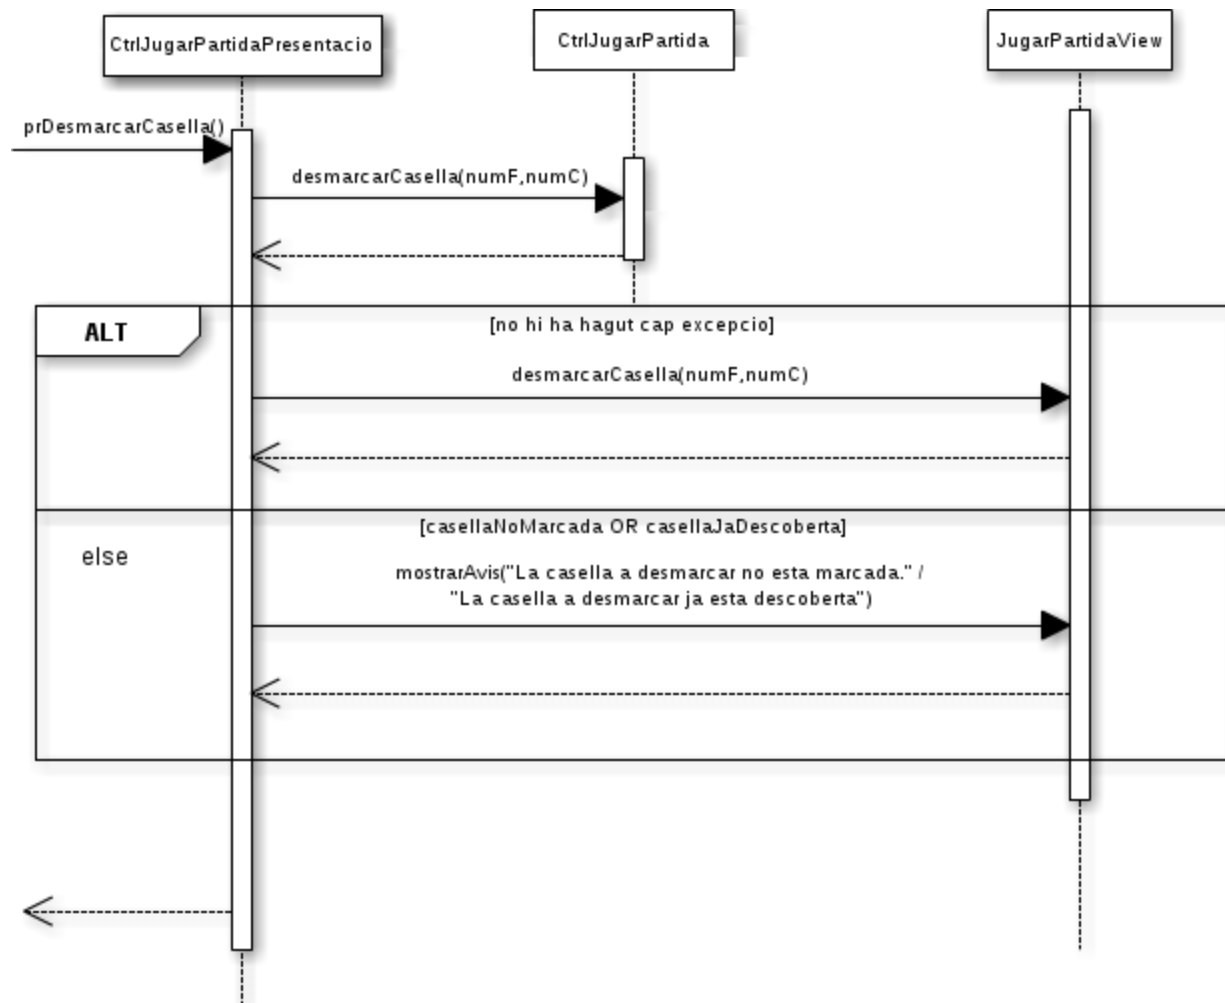 CtrlJugarPartidaPresentacio
CtrlJugarPartida
JugarPartidaView
prDesmarcarCasella()
desmarcarCasella(numF,numC)
ALT
[no hi ha hagut cap excepcio]
desmarcarCasella(numF,numC)
[casellaNoMarcada OR casellaJaDescoberta]
else
mostrarAvis("La casella a desmarcar no esta marcada." /
"La casella a desmarcar ja esta descoberta")